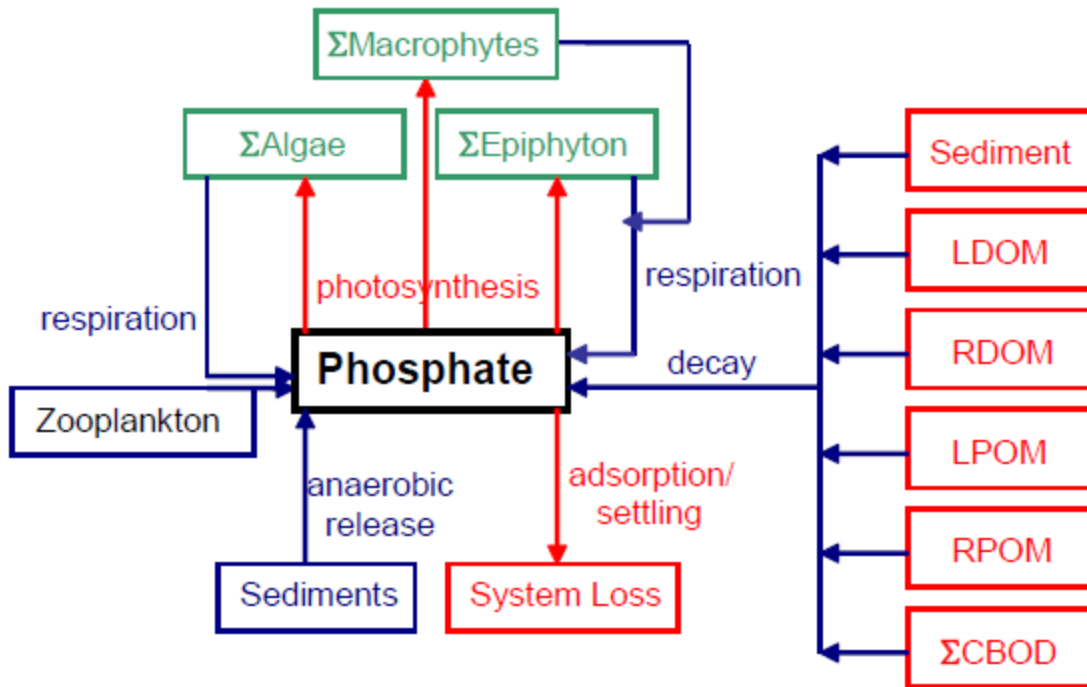 ΣMacrophytes
ΣAlgae
ΣEpiphyton
Sediment
LDOM
photosynthesis
respiration
respiration
RDOM
Phosphate
decay
Zooplankton
LPOM
anaerobic
release
adsorption/
settling
RPOM
Sediments
System Loss
ΣCBOD